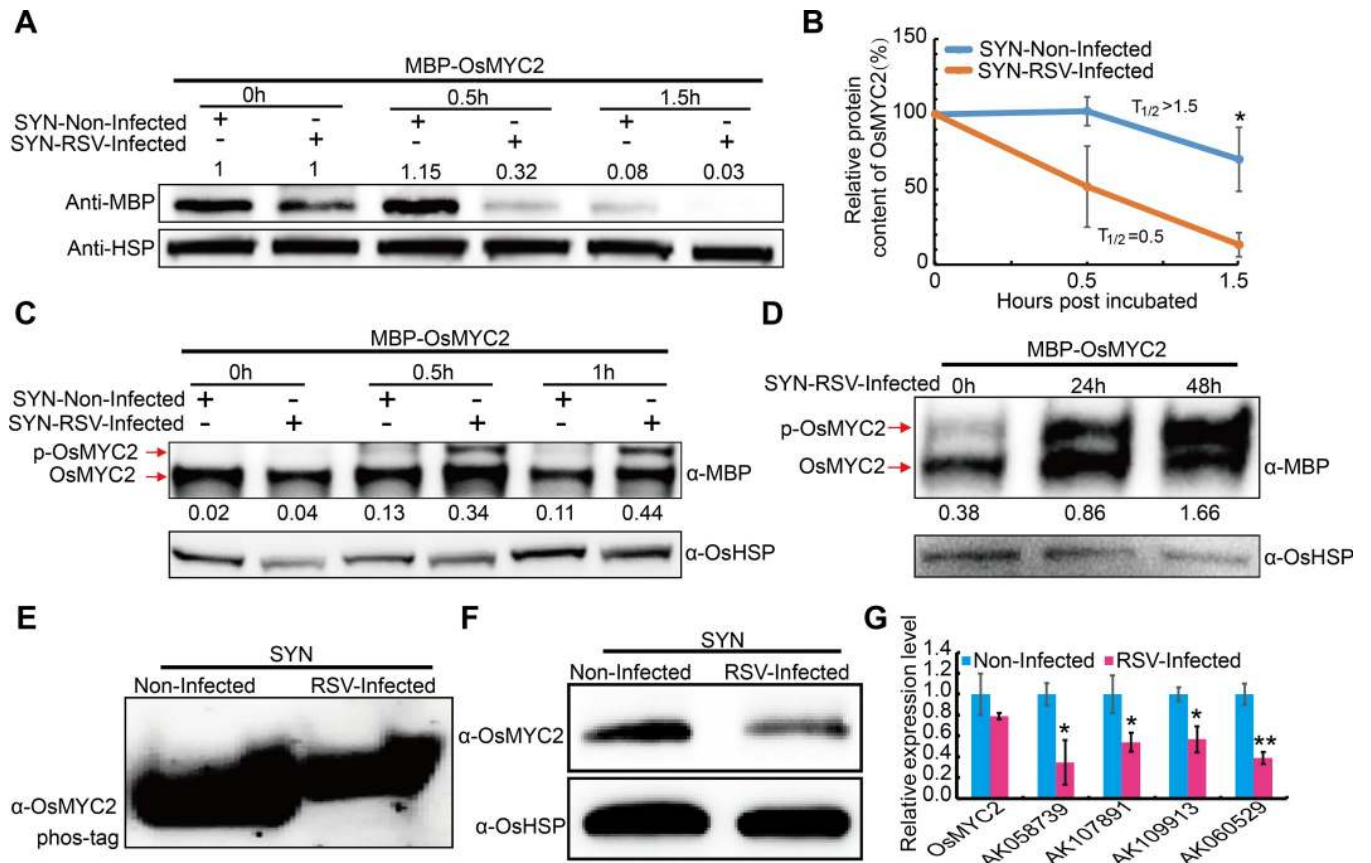 A
MBP-OsMYC2
0h 0.5h 1.5h
SYN-Non-Infected + - + - + -
SYN-RSV-Infected - + - + - +
1 1 1.15 0.32 0.08 0.03
Anti-MBP
Anti-HSP
B
Relative protein
content of OsMYC2(%)
150
100
50
0
SYN-Non-Infected
SYN-RSV-Infected
T1/2>1.5
*
T1/2=0.5
0 0.5 1.5
Hours post incubated
C
MBP-OsMYC2
0h 0.5h 1h
SYN-Non-Infected + - + - + -
SYN-RSV-Infected - + - + - +
p-OsMYC2
OsMYC2
α-MBP
0.02 0.04 0.13 0.34 0.11 0.44
α-OsHSP
D
MBP-OsMYC2
SYN-RSV-Infected 0h 24h 48h
p-OsMYC2
OsMYC2
α-MBP
0.38 0.86 1.66
α-OsHSP
E
SYN
Non-Infected RSV-Infected
α-OsMYC2
phos-tag
F
SYN
Non-Infected RSV-Infected
α-OsMYC2
α-OsHSP
G
Relative expression level
1.4
1.2
1.0
0.8
0.6
0.4
0.2
0.0
Non-Infected RSV-Infected
* * * **
OsMYC2 AK058739 AK107891 AK109913 AK060529